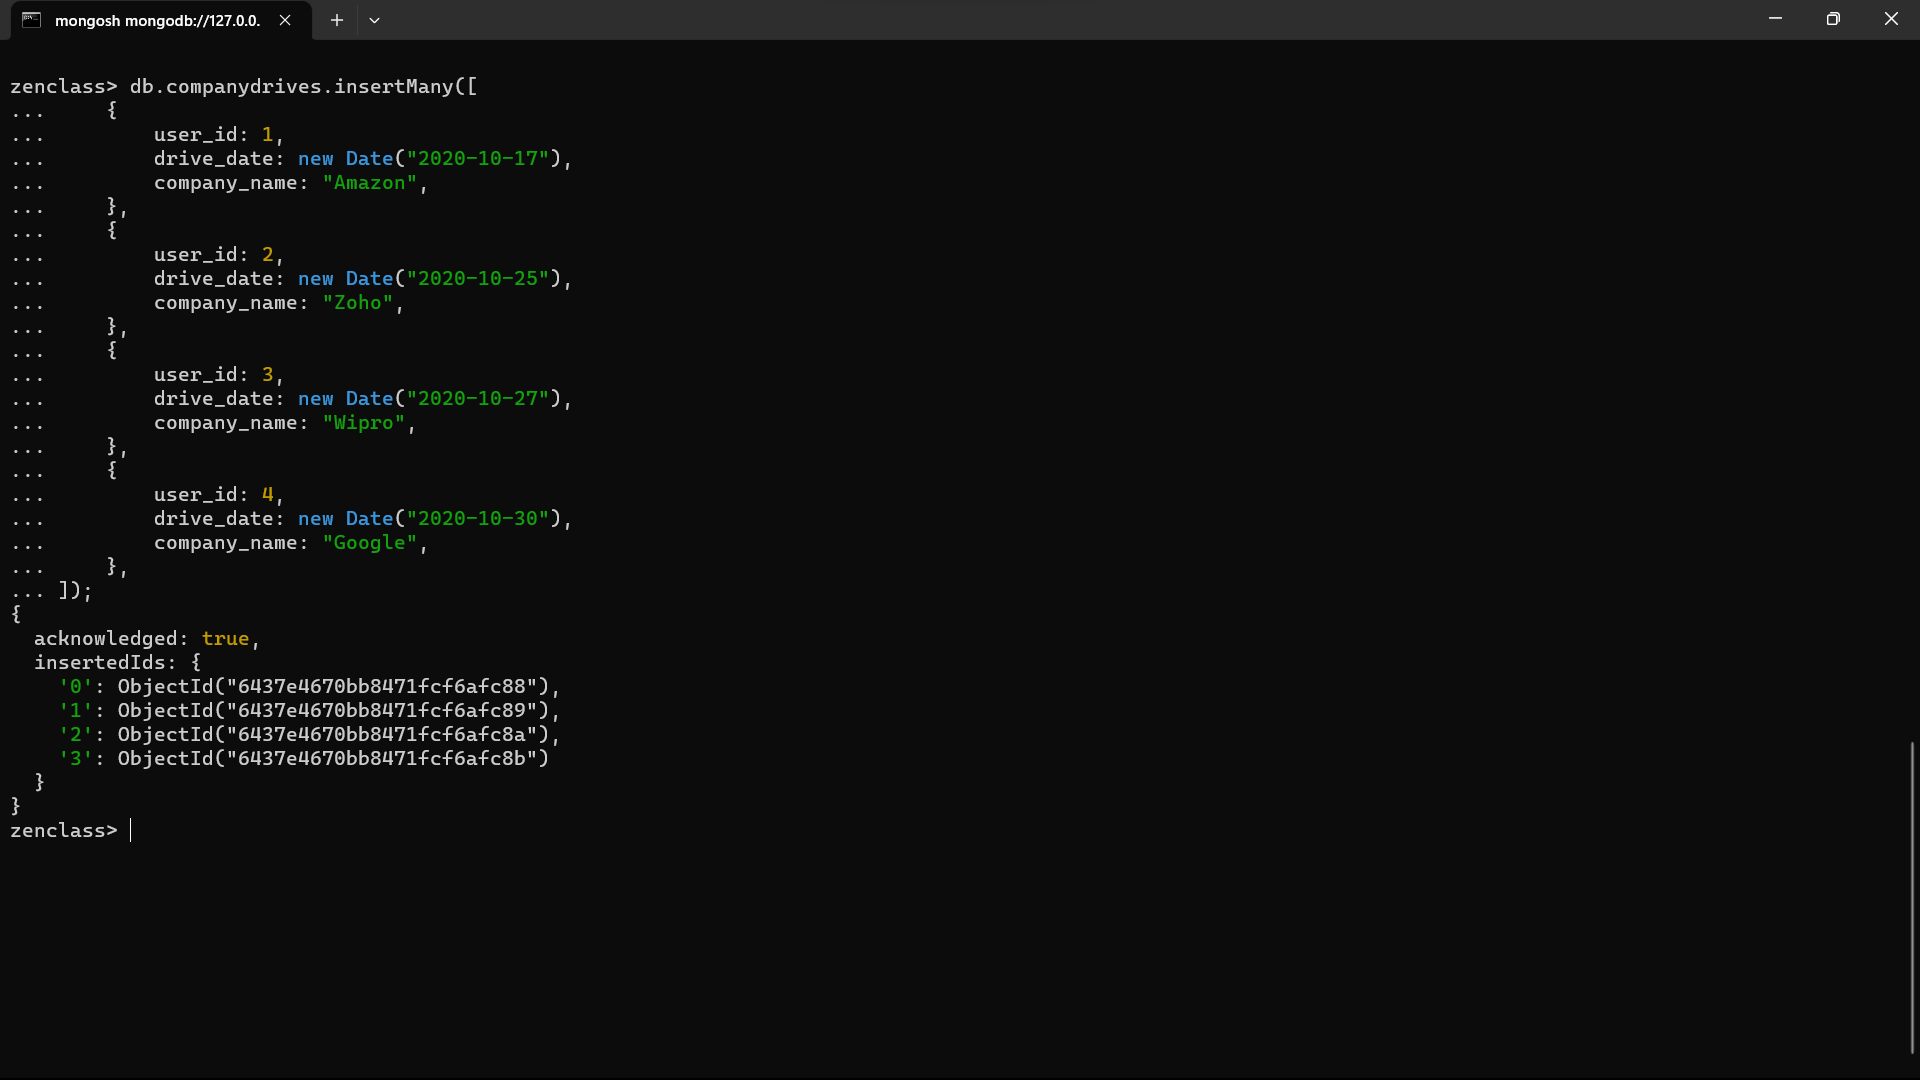 mongosh mongodb://127.0.0.
zenclass> db.companydrives.insertMany([
...     {
...         user_id: 1,
...         drive_date: new Date("2020-10-17"),
...         company_name: "Amazon",
...     },
...     {
...         user_id: 2,
...         drive_date: new Date("2020-10-25"),
...         company_name: "Zoho",
...     },
...     {
...         user_id: 3,
...         drive_date: new Date("2020-10-27"),
...         company_name: "Wipro",
...     },
...     {
...         user_id: 4,
...         drive_date: new Date("2020-10-30"),
...         company_name: "Google",
...     },
... ]);
{
  acknowledged: true,
  insertedIds: {
    '0': ObjectId("6437e4670bb8471fcf6afc88"),
    '1': ObjectId("6437e4670bb8471fcf6afc89"),
    '2': ObjectId("6437e4670bb8471fcf6afc8a"),
    '3': ObjectId("6437e4670bb8471fcf6afc8b")
  }
}
zenclass>